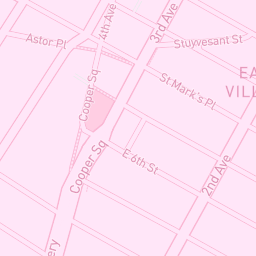 4th Ave
3rd Ave
Astor Pl
Stuyvesant St
EA
VILL
St Mark's Pl
Cooper Sq
E 6th St
Cooper Sq
2nd Ave
ery